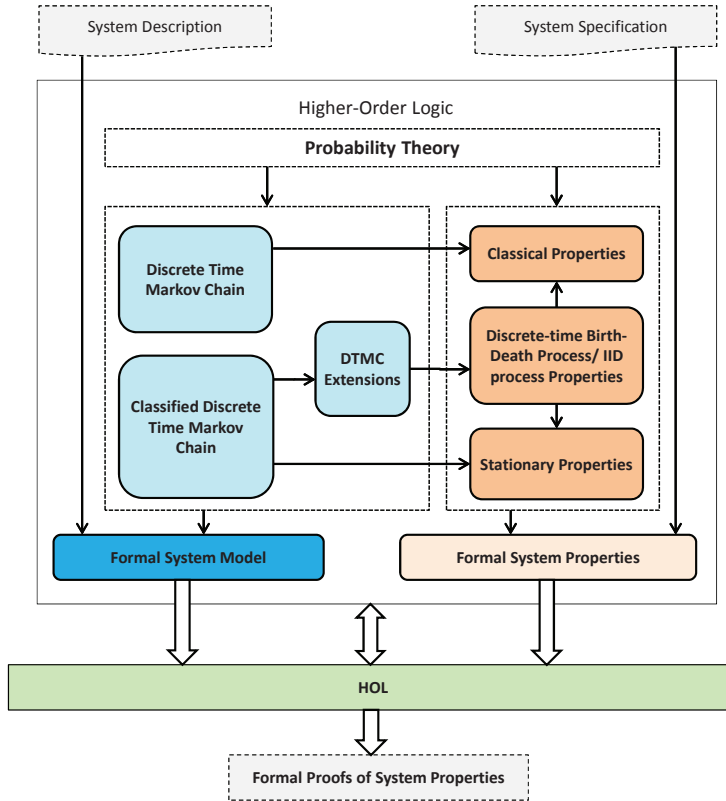 System Description
System Specification
Higher-Order Logic
Probability Theory
Discrete Time
Markov Chain
Classical Properties
DTMC
Extensions
Discrete-time Birth-
Death Process/ IID
process Properties
Classified Discrete
Time Markov
Chain
Stationary Properties
Formal System Model
Formal System Properties
HOL
Formal Proofs of System Properties